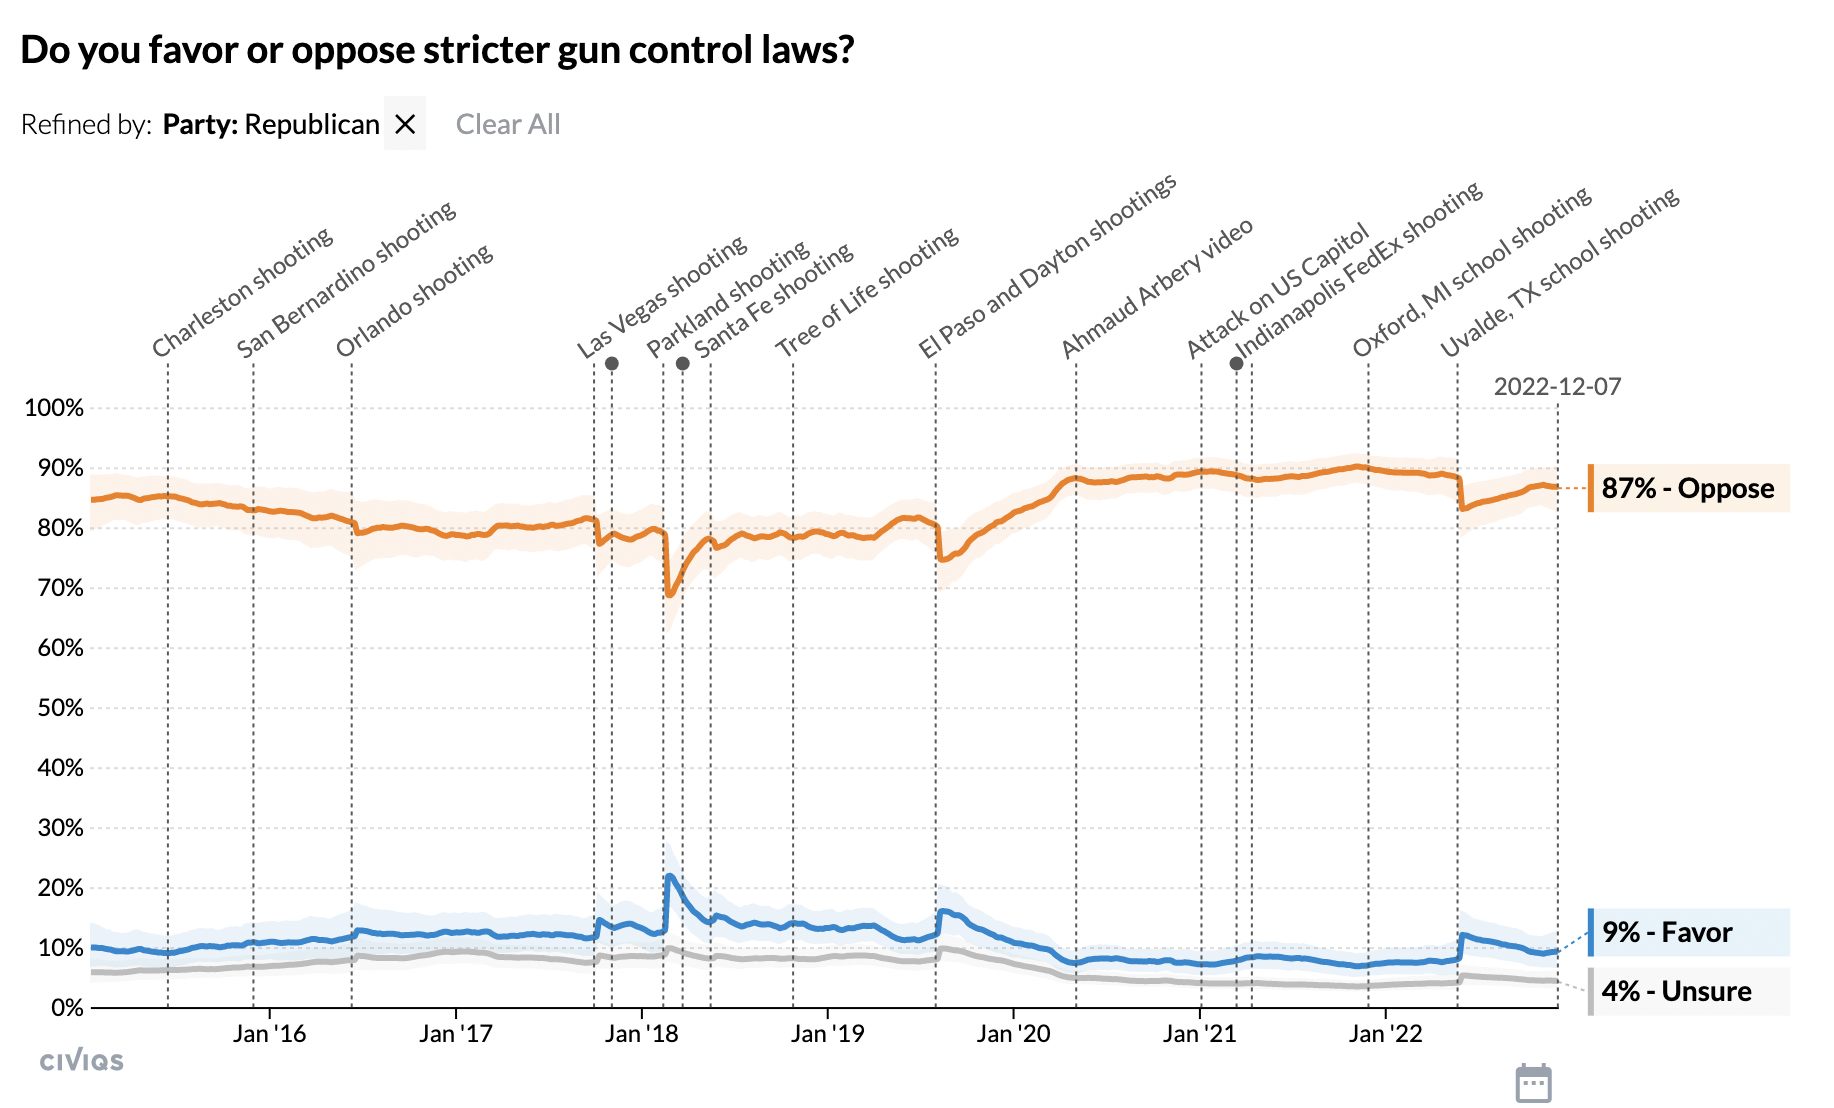 Do you favor or oppose stricter gun control laws?
Refined by: Party: Republican ✕ Clear All
Charleston shooting
San Bernardino shooting
Orlando shooting
Las Vegas shooting
Parkland shooting
Santa Fe shooting
Tree of Life shooting
El Paso and Dayton shootings
Ahmaud Arbery video
Attack on US Capitol
Indianapolis FedEx shooting
Oxford, MI school shooting
Uvalde, TX school shooting
2022-12-07
100%
90%
80%
70%
60%
50%
40%
30%
20%
10%
0%
87% - Oppose
9% - Favor
4% - Unsure
Jan '16 Jan '17 Jan '18 Jan '19 Jan '20 Jan '21 Jan '22
CIVIQS